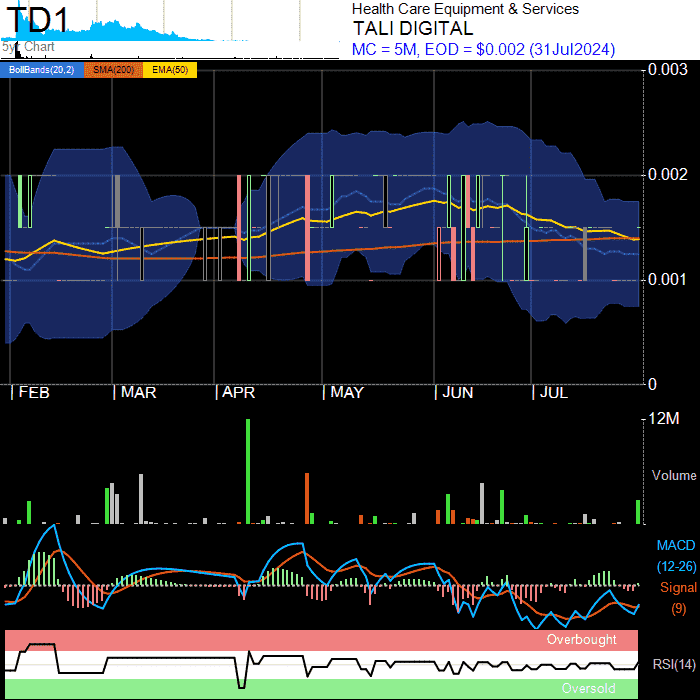 TD1
5yr Chart
Health Care Equipment & Services
TALI DIGITAL
MC = 5M, EOD = $0.002 (31Jul2024)
BollBands(20,2) SMA(200) EMA(50)
0.003
0.002
0.001
0
FEB MAR APR MAY JUN JUL
12M
Volume
MACD
(12-26)
Signal
(9)
Overbought
RSI(14)
Oversold